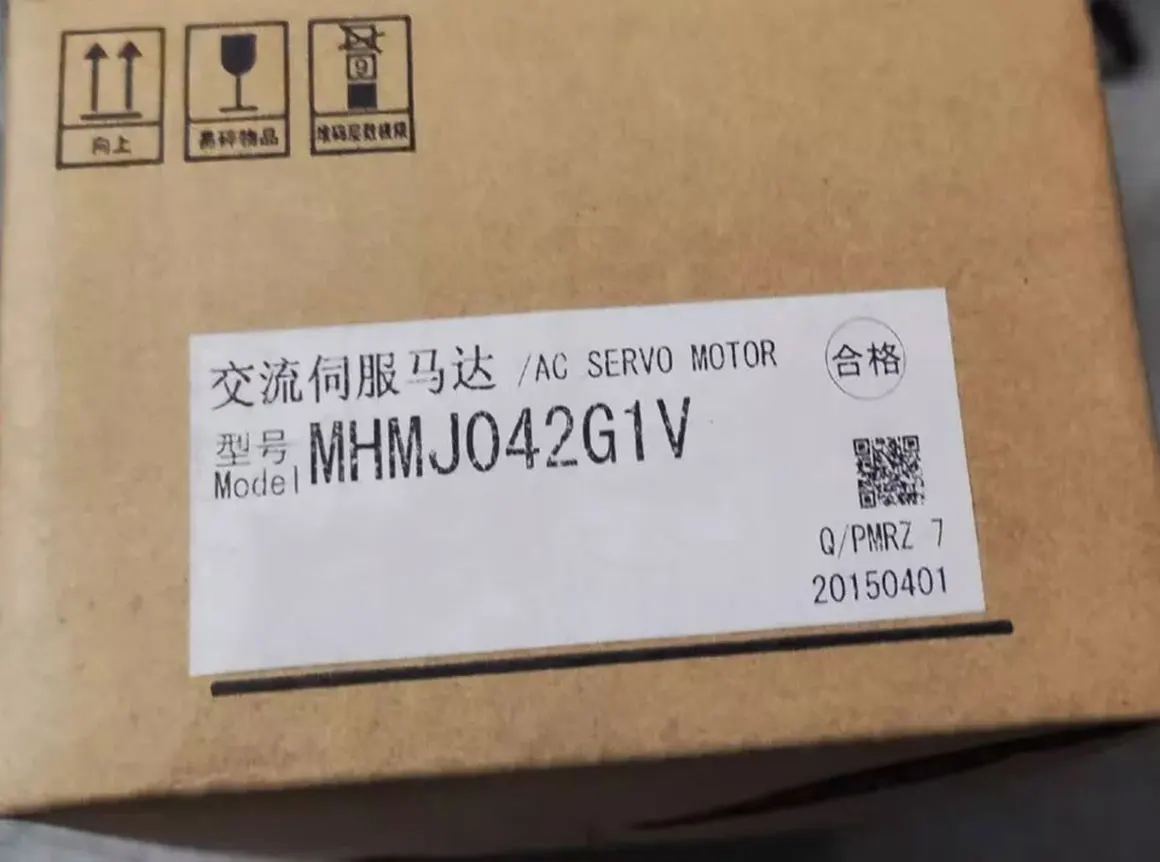 向上
易碎物品
堆码层数极限
9
交流伺服马达 /AC SERVO MOTOR
合格
型号
Model MHMJ042G1V
Q/PMRZ 7
20150401